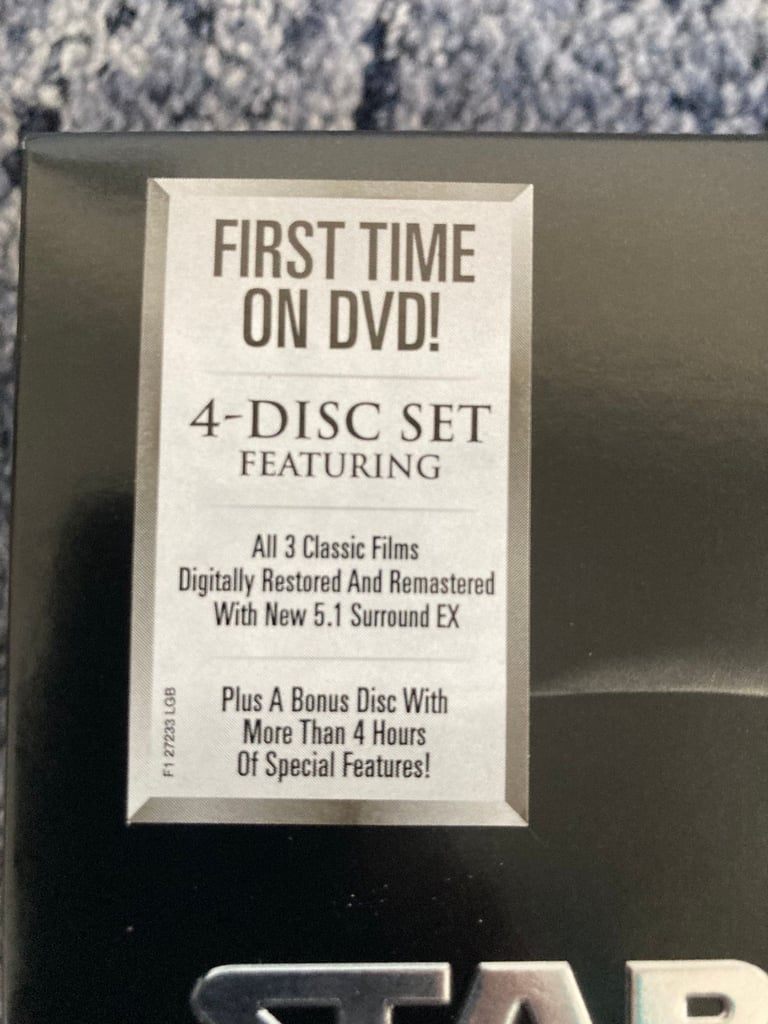 FIRST TIME
ON DVD!
4-DISC SET
FEATURING
All 3 Classic Films
Digitally Restored And Remastered
With New 5.1 Surround EX
Plus A Bonus Disc With
More Than 4 Hours
Of Special Features!
F1 27233 LGB
STAR